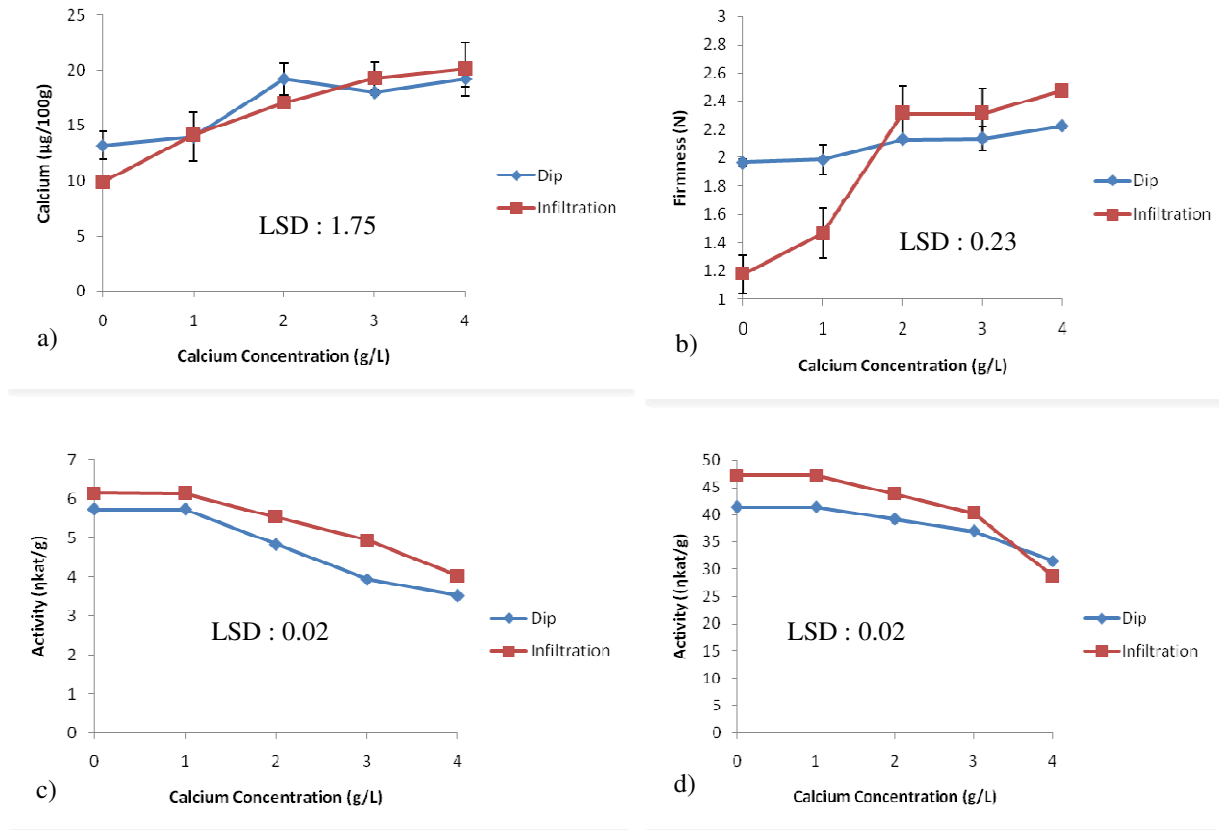 25
20
15
10
5
0
Calcium (µg/100g)
0 1 2 3 4
Calcium Concentration (g/L)
LSD : 1.75
Dip
Infiltration
a)
3
2.8
2.6
2.4
2.2
2
1.8
1.6
1.4
1.2
1
Firmness (N)
0 1 2 3 4
Calcium Concentration (g/L)
LSD : 0.23
Dip
Infiltration
b)
7
6
5
4
3
2
1
0
Activity (ηkat/g)
0 1 2 3 4
Calcium Concentration (g/L)
LSD : 0.02
Dip
Infiltration
c)
50
45
40
35
30
25
20
15
10
5
0
Activity ((ηkat/g)
0 1 2 3 4
Calcium Concentration (g/L)
LSD : 0.02
Dip
Infiltration
d)